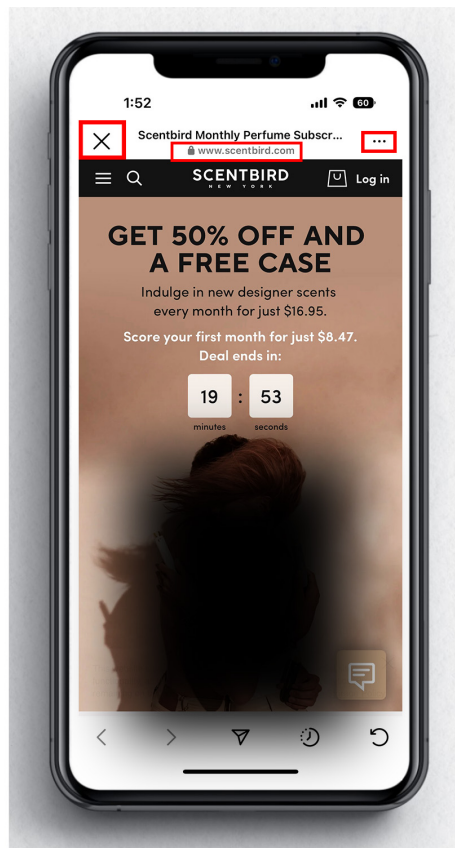 1:52
60
Scentbird Monthly Perfume Subscr...
www.scentbird.com
SCENTBIRD
NEW YORK
Log in
GET 50% OFF AND
A FREE CASE
Indulge in new designer scents
every month for just $16.95.
Score your first month for just $8.47.
Deal ends in:
19 : 53
minutes seconds